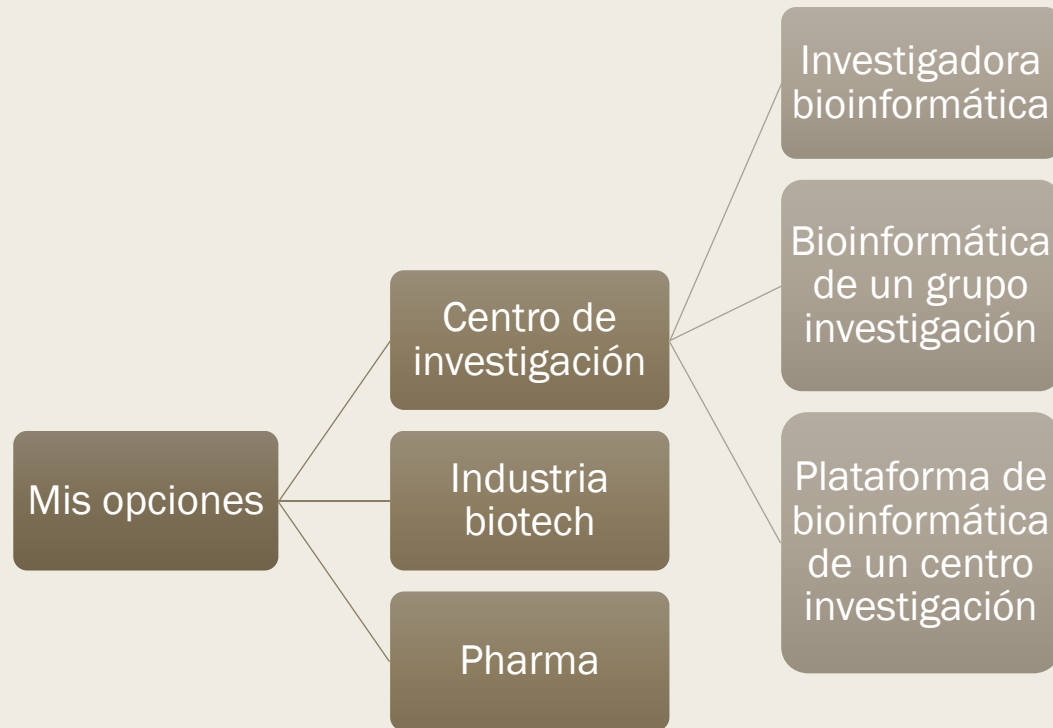 Mis opciones
Centro de
investigación
Industria
biotech
Pharma
Investigadora
bioinformática
Bioinformática
de un grupo
investigación
Plataforma de
bioinformática
de un centro
investigación